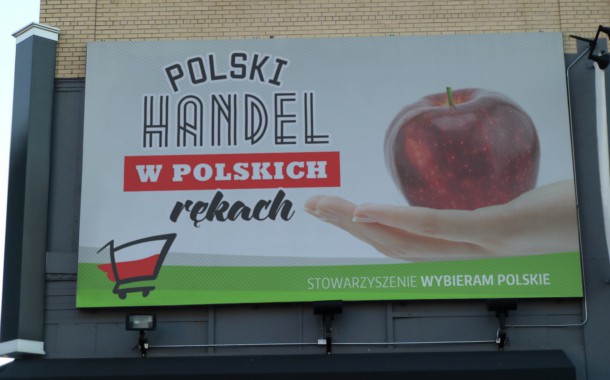 POLSKI
HANDEL
W POLSKICH
rękach
STOWARZYSZENIE WYBIERAM POLSKIE